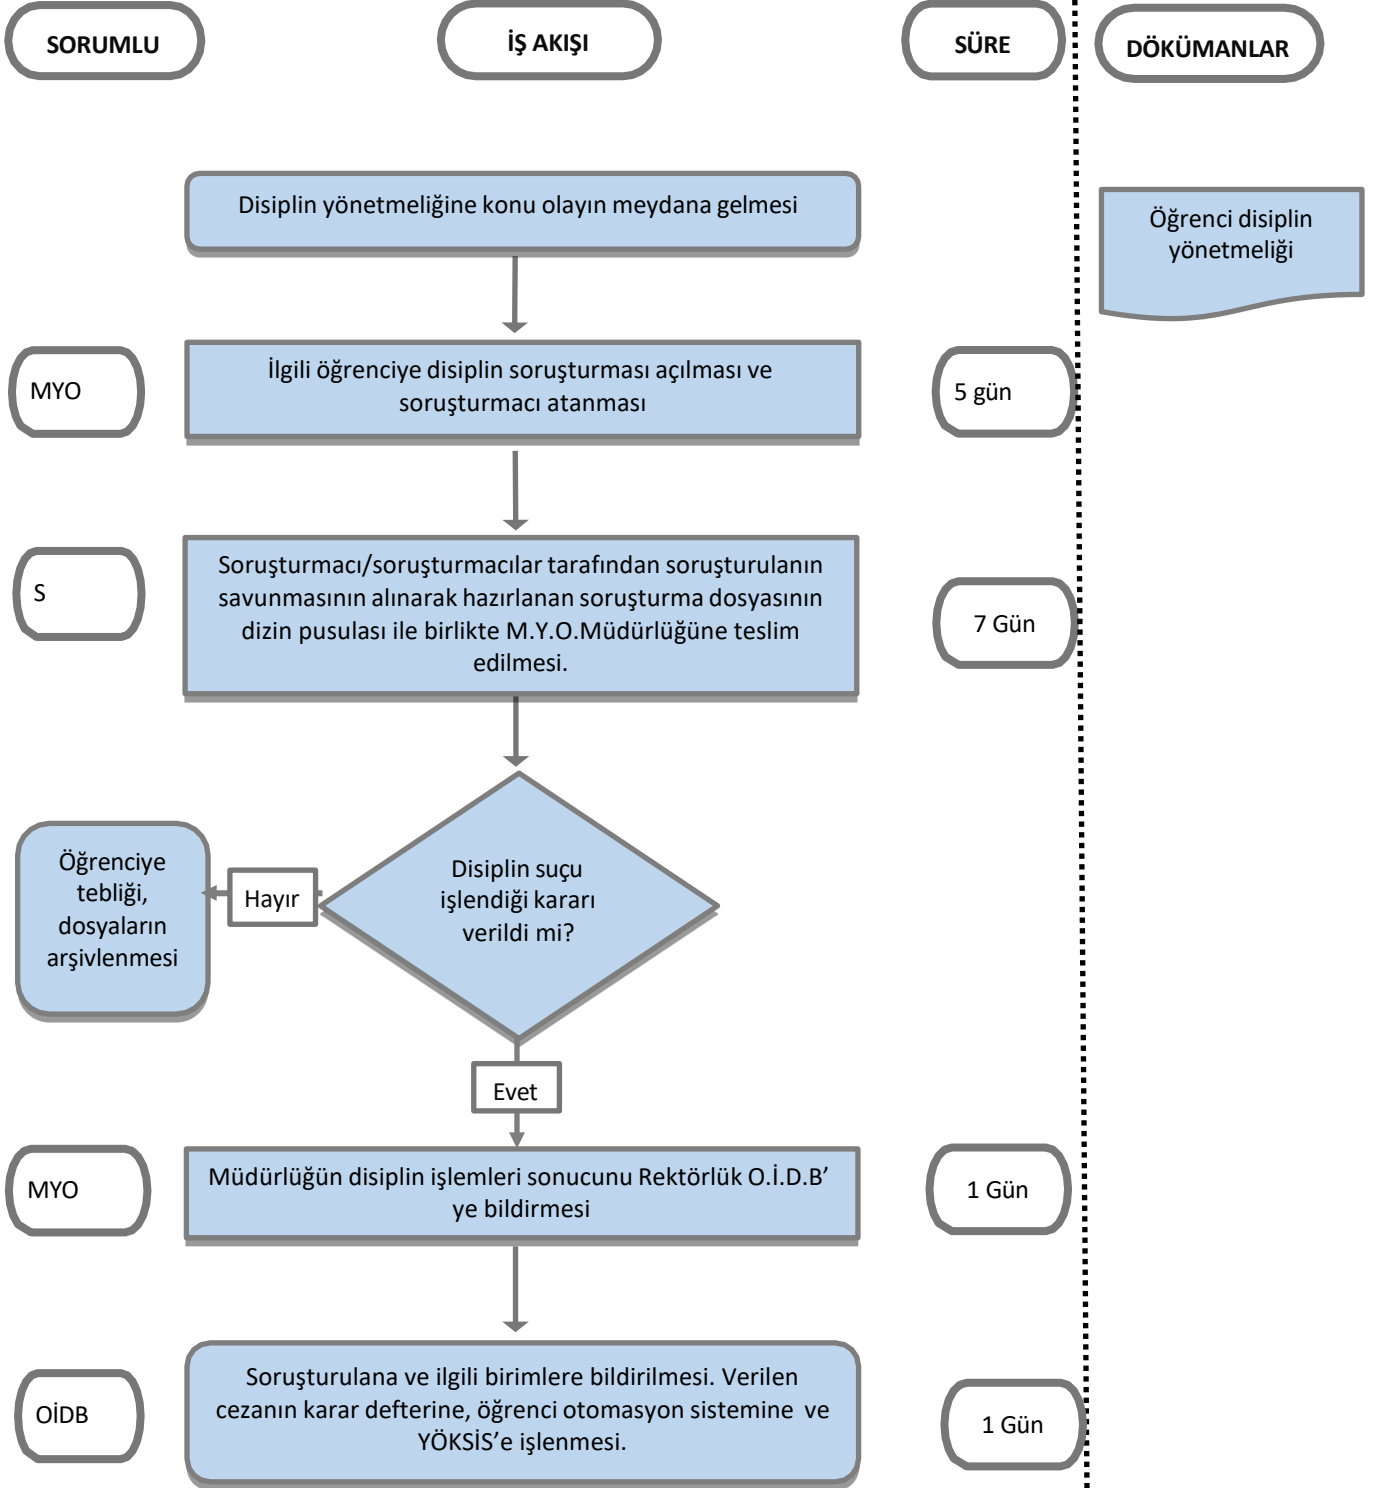 SORUMLU
İŞ AKIŞI
SÜRE
DÖKÜMANLAR
Disiplin yönetmeliğine konu olayın meydana gelmesi
Öğrenci disiplin
yönetmeliği
MYO
İlgili öğrenciye disiplin soruşturması açılması ve
soruşturmacı atanması
5 gün
S
Soruşturmacı/soruşturmacılar tarafından soruşturulanın
savunmasının alınarak hazırlanan soruşturma dosyasının
dizin pusulası ile birlikte M.Y.O.Müdürlüğüne teslim
edilmesi.
7 Gün
Disiplin suçu
işlendiği kararı
verildi mi?
Hayır
Öğrenciye
tebliği,
dosyaların
arşivlenmesi
Evet
MYO
Müdürlüğün disiplin işlemleri sonucunu Rektörlük O.İ.D.B’
ye bildirmesi
1 Gün
OİDB
Soruşturulana ve ilgili birimlere bildirilmesi. Verilen
cezanın karar defterine, öğrenci otomasyon sistemine ve
YÖKSİS’e işlenmesi.
1 Gün